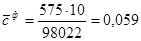 c̄ ф = 575·10 / 98022 = 0,059